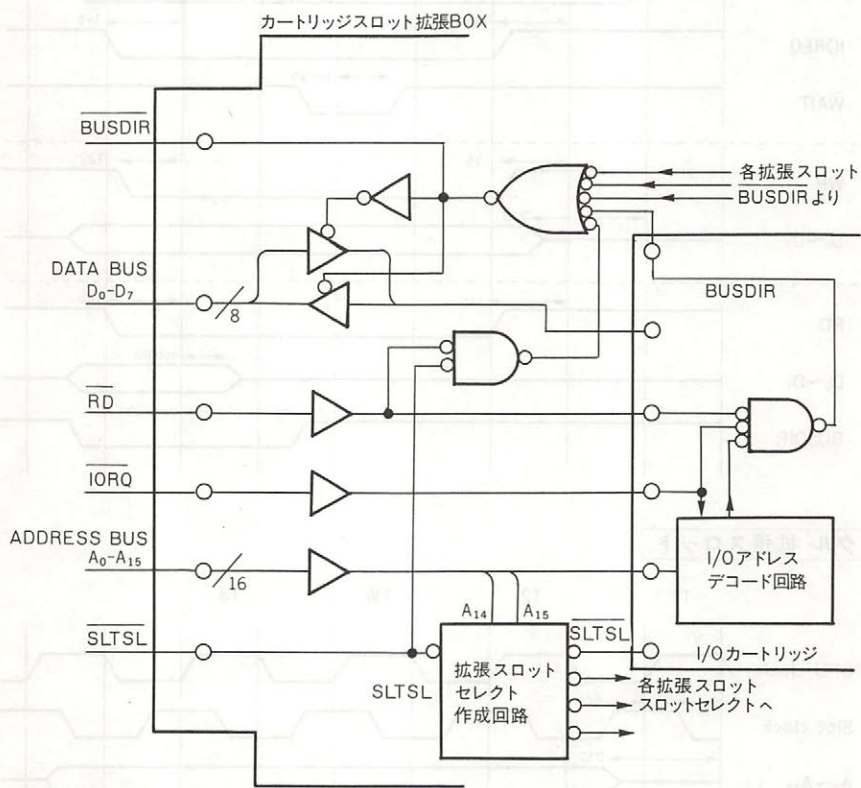 カートリッジスロット拡張BOX
BUSDIR
各拡張スロット
BUSDIRより
DATA BUS
D₀-D₇
8
BUSDIR
RD
IORQ
ADDRESS BUS
A₀-A₁₅
16
A₁₄
A₁₅
I/Oアドレス
デコード回路
SLTSL
SLTSL
SLTSL
拡張スロット
セレクト
作成回路
I/Oカートリッジ
各拡張スロット
スロットセレクトへ
IOREQ
WAIT